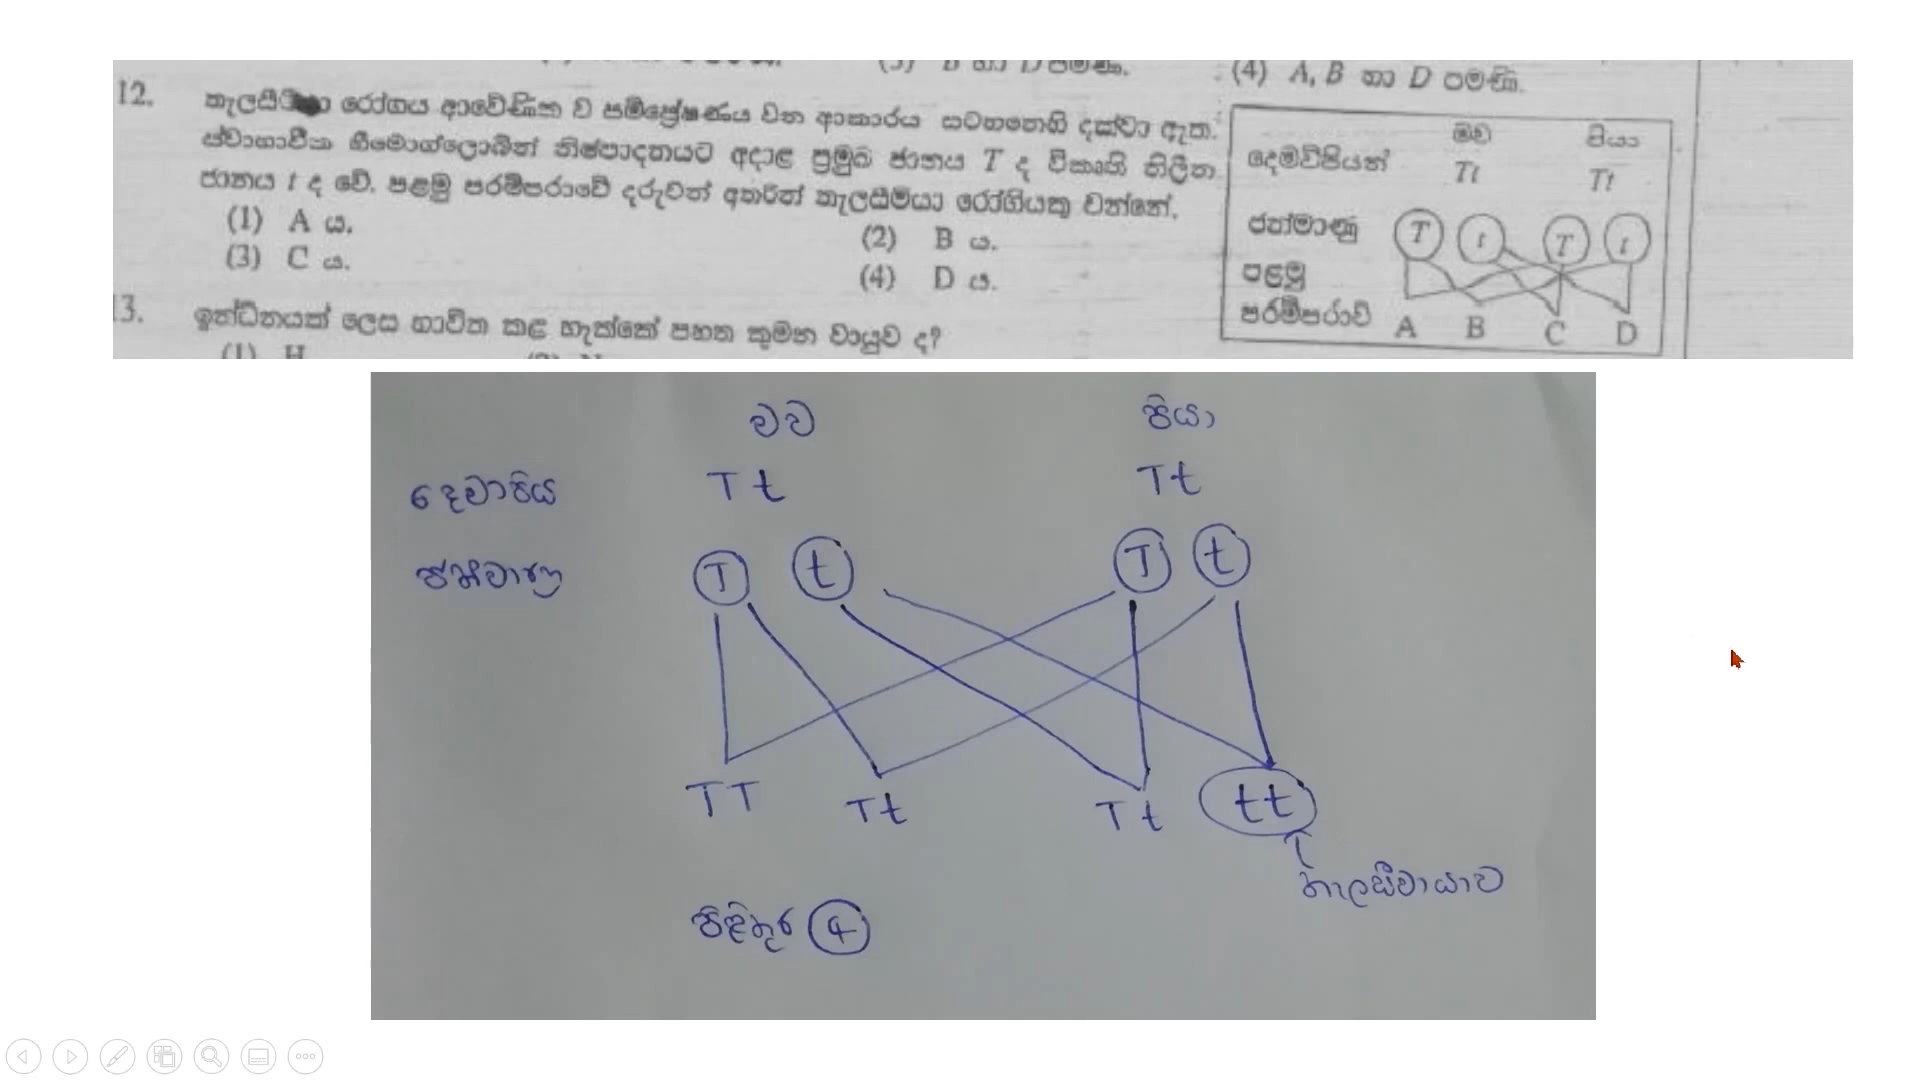 (3) B හා D පමණි.
(4) A, B හා D පමණි.
12. රෝගය ආවේණික ව සම්ප්‍රේෂණය වන ආකාරය සටහනෙහි දක්වා ඇත.
ස්වාභාවික හීමොග්ලොබින් නිෂ්පාදනයට අදාළ ප්‍රමුඛ ජානය T ද විකෘති නිලීන
ජානය t ද වේ. පළමු පරම්පරාවේ දරුවන් අතරින් තැලසීමියා රෝගියකු වන්නේ,
(1) A ය.
(2) B ය.
(3) C ය.
(4) D ය.
මව පියා
දෙමව්පියන් Tt Tt
ජන්මාණු T t T t
පළමු
පරම්පරාව A B C D
13. ඉන්ධනයක් ලෙස භාවිත කළ හැක්කේ පහත කුමන වායුව ද?
(1) H
මව පියා
දෙමාපිය Tt Tt
ජන්මාණු T t T t
TT Tt Tt tt
තැලසීමායාව
පිළිතුර 4